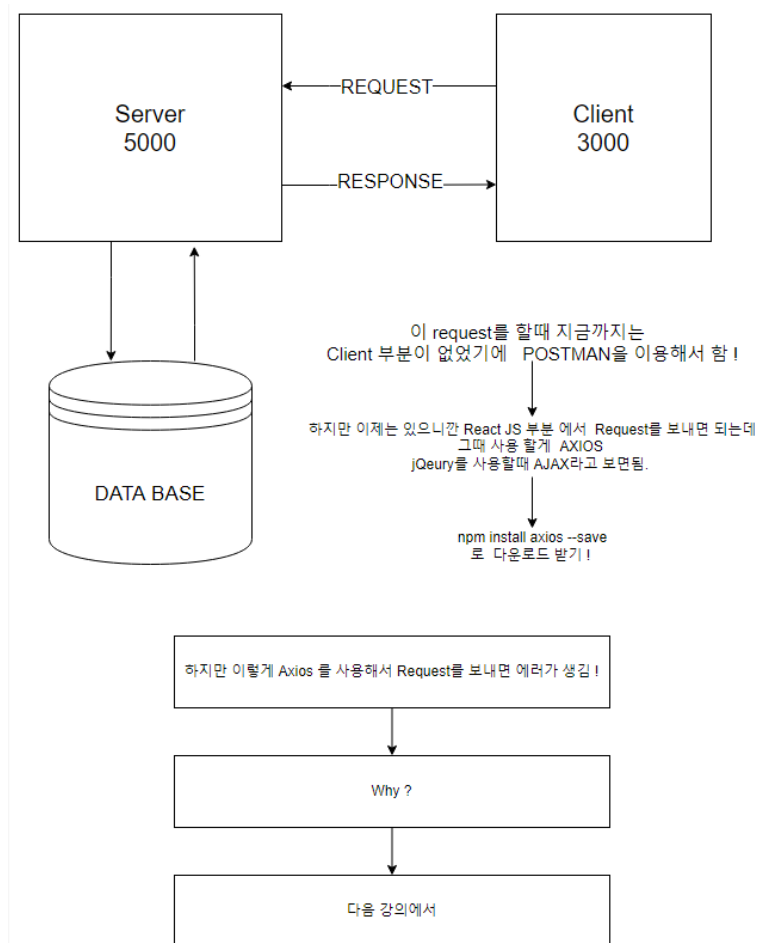 Server
5000
REQUEST
Client
3000
RESPONSE
이 request를 할때 지금까지는
Client 부분이 없었기에 POSTMAN을 이용해서 함 !
하지만 이제는 있으니깐 React JS 부분 에서 Request를 보내면 되는데
그때 사용 할게 AXIOS
jQeury를 사용할때 AJAX라고 보면됨.
DATA BASE
npm install axios --save
로 다운로드 받기 !
하지만 이렇게 Axios 를 사용해서 Request를 보내면 에러가 생김 !
Why ?
다음 강의에서